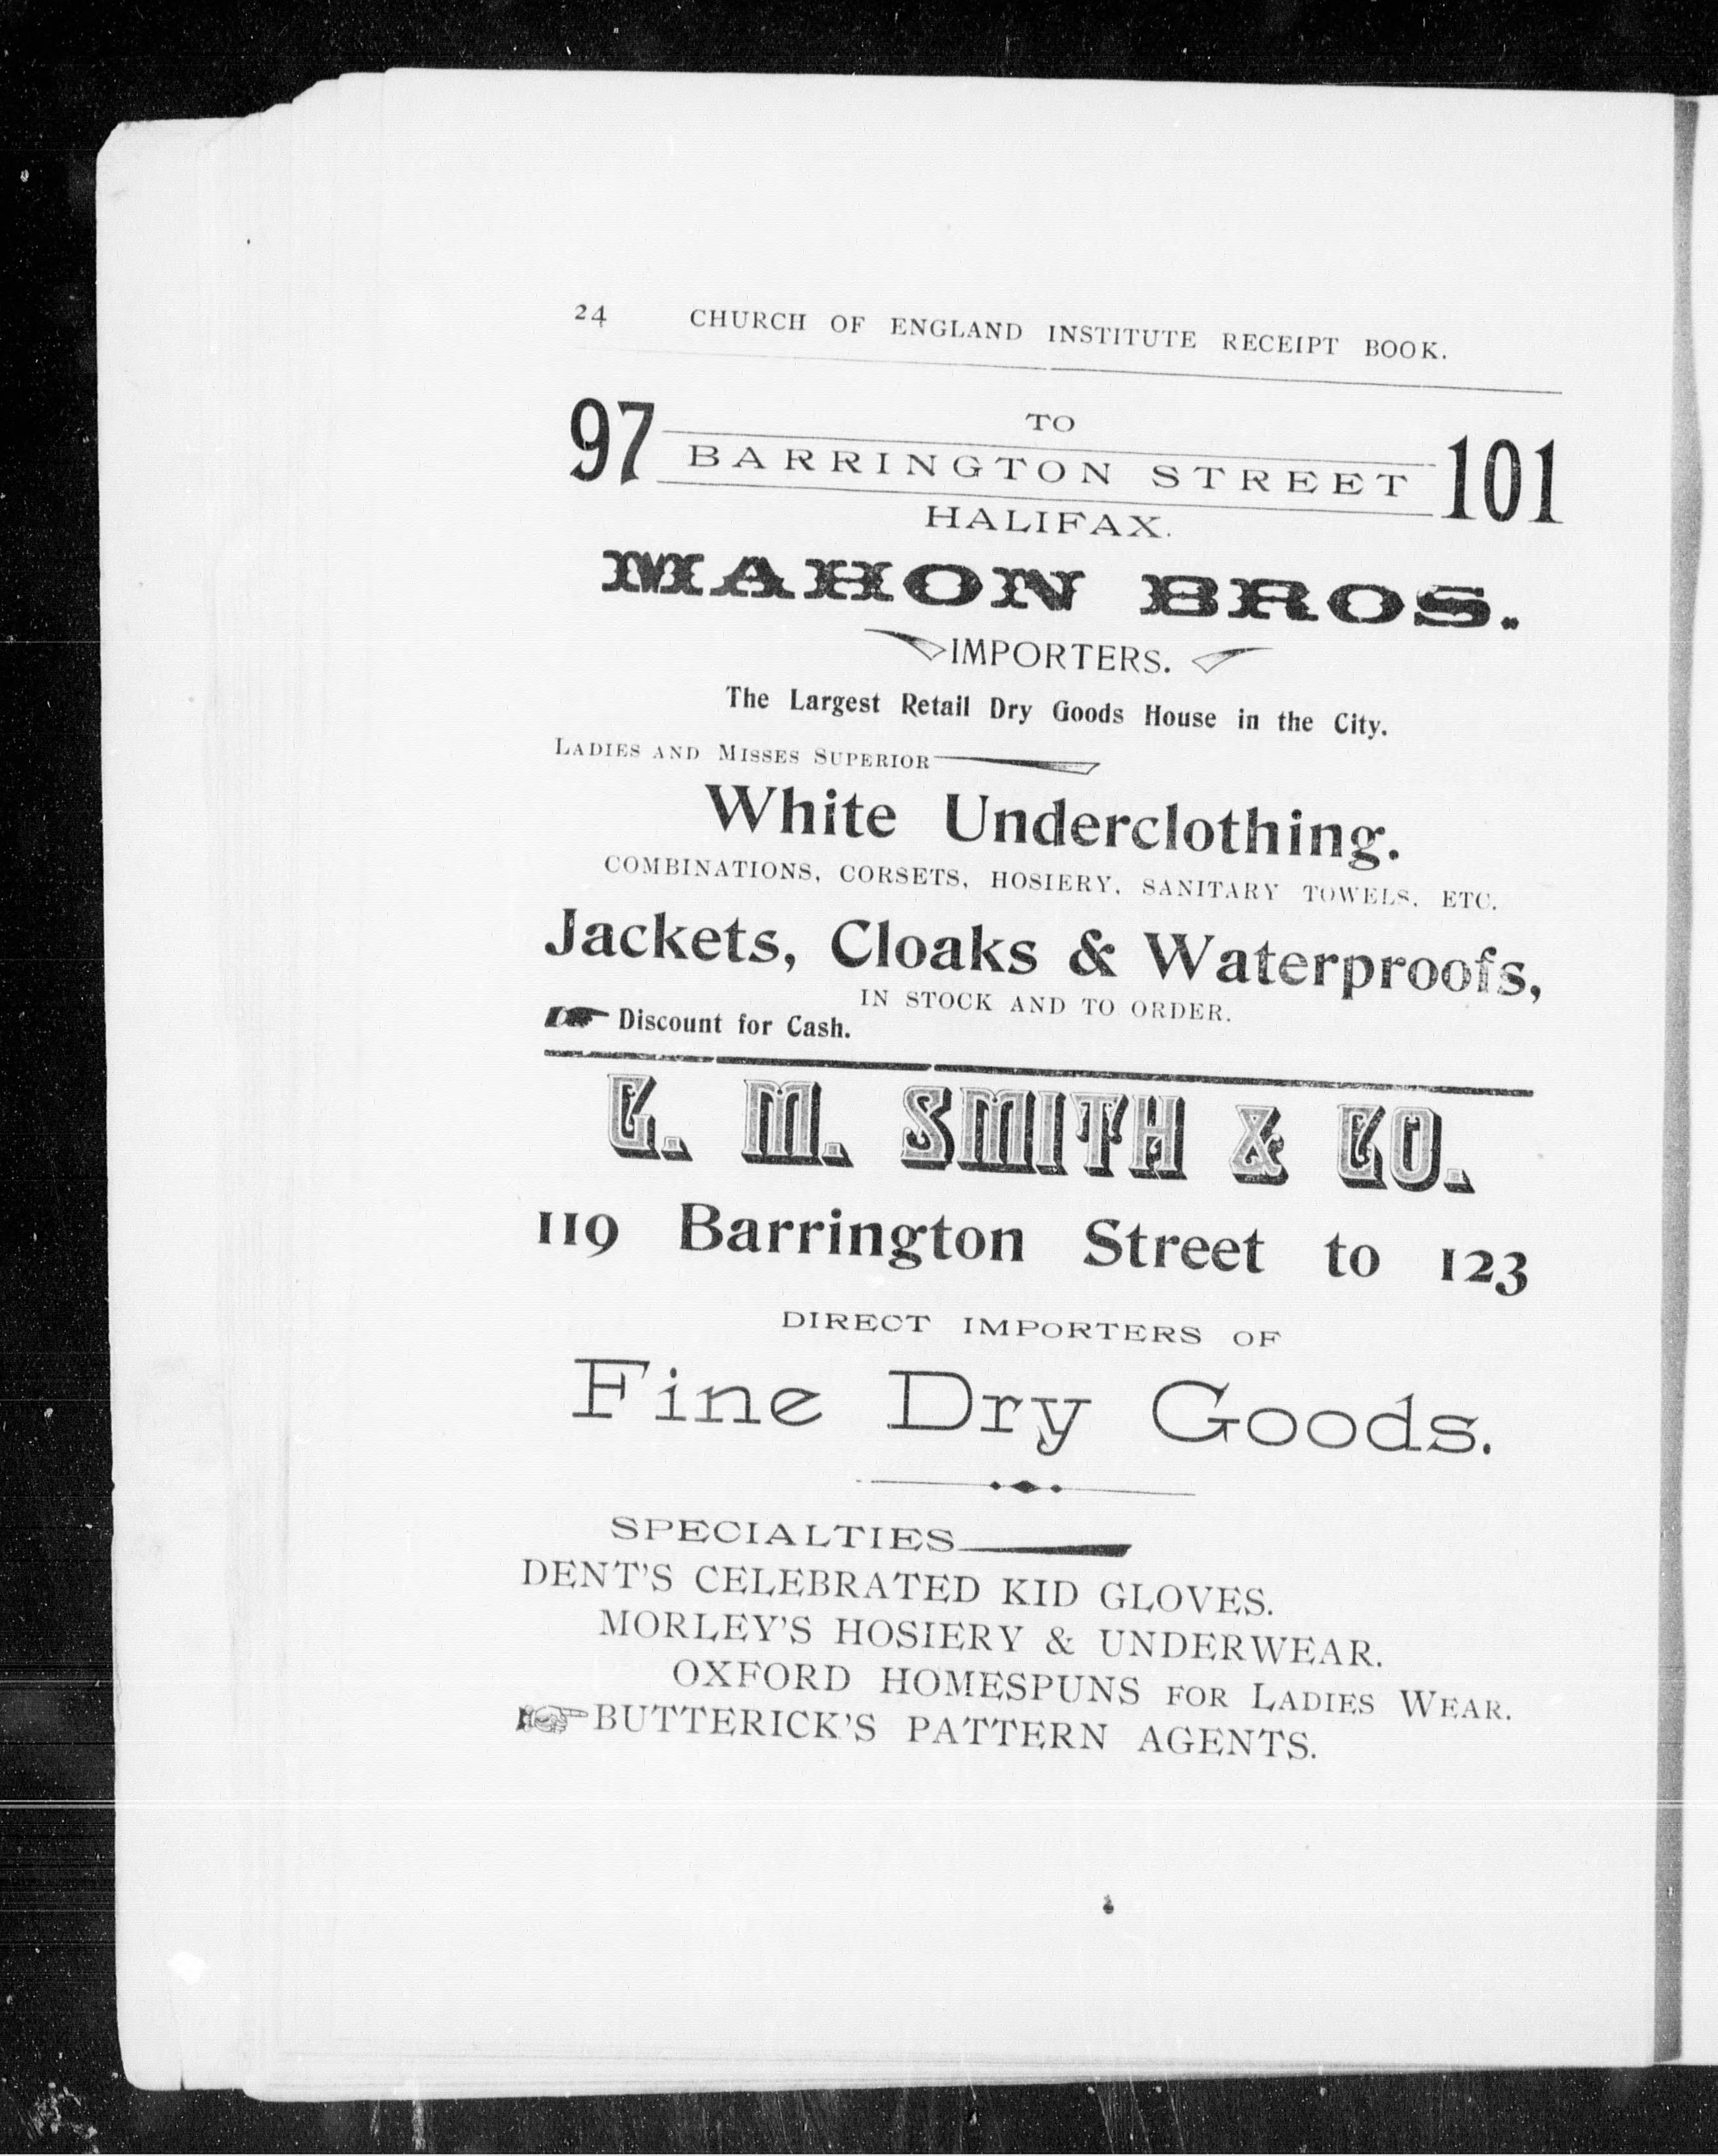 24 CHURCH OF ENGLAND INSTITUTE RECEIPT BOOK.
97 TO 101
BARRINGTON STREET
HALIFAX.
MAHON BROS.
IMPORTERS.
The Largest Retail Dry Goods House in the City.
LADIES AND MISSES SUPERIOR
White Underclothing.
COMBINATIONS, CORSETS, HOSIERY, SANITARY TOWELS, ETC.
Jackets, Cloaks & Waterproofs,
IN STOCK AND TO ORDER.
☞ Discount for Cash.
G. M. SMITH & CO.
119 Barrington Street to 123
DIRECT IMPORTERS OF
Fine Dry Goods.
SPECIALTIES
DENT'S CELEBRATED KID GLOVES.
MORLEY'S HOSIERY & UNDERWEAR.
OXFORD HOMESPUNS FOR LADIES WEAR.
☞ BUTTERICK'S PATTERN AGENTS.